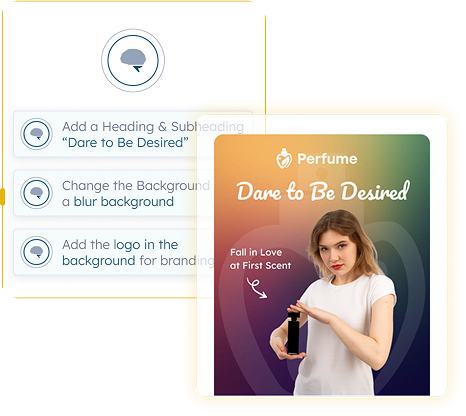 Add a Heading & Subheading
“Dare to Be Desired”
Change the Background
a blur background
Add the logo in the
background for branding
Perfume
Dare to Be Desired
Fall in Love
at First Scent